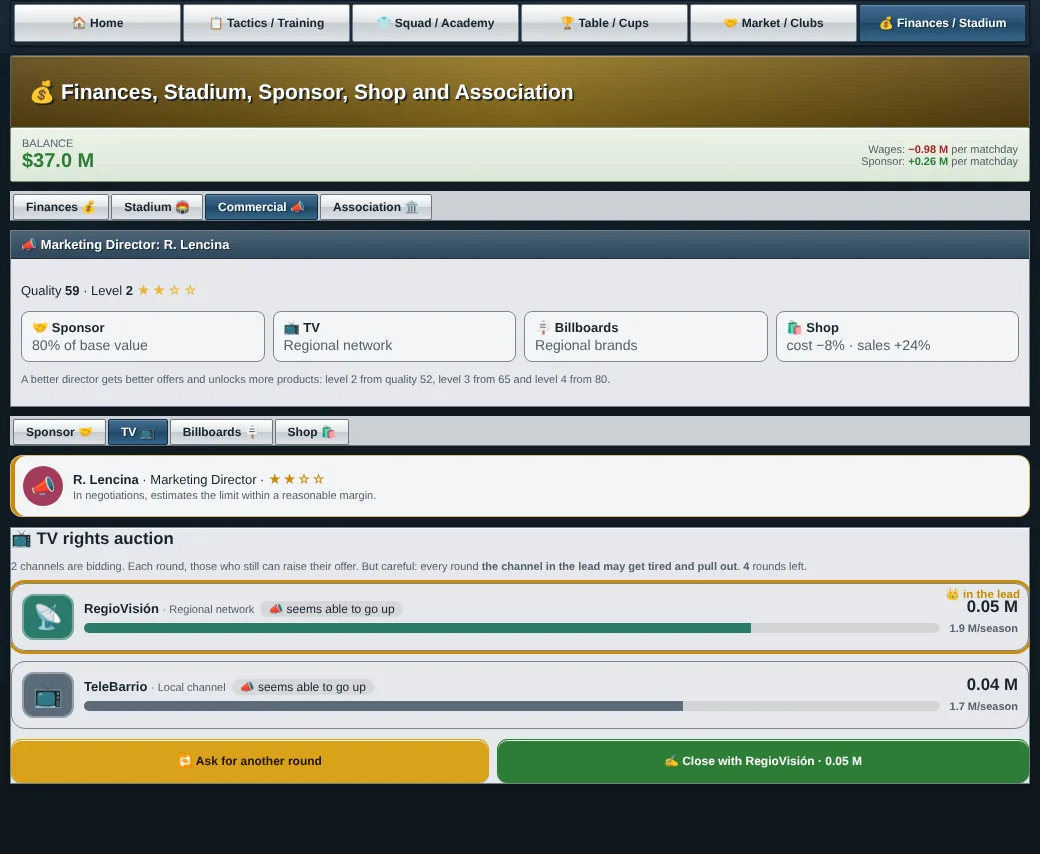 🏠 Home
📋 Tactics / Training
👕 Squad / Academy
🏆 Table / Cups
🤝 Market / Clubs
💰 Finances / Stadium
💰 Finances, Stadium, Sponsor, Shop and Association
BALANCE
$37.0 M
Wages: −0.98 M per matchday
Sponsor: +0.26 M per matchday
Finances 💰
Stadium 🏟️
Commercial 📣
Association 🏛️
📣 Marketing Director: R. Lencina
Quality 59 · Level 2 ★ ★ ☆ ☆
🤝 Sponsor
80% of base value
📺 TV
Regional network
🪧 Billboards
Regional brands
🛍️ Shop
cost −8% · sales +24%
A better director gets better offers and unlocks more products: level 2 from quality 52, level 3 from 65 and level 4 from 80.
Sponsor 🤝
TV 📺
Billboards 🪧
Shop 🛍️
R. Lencina · Marketing Director · ★★☆☆
In negotiations, estimates the limit within a reasonable margin.
📺 TV rights auction
2 channels are bidding. Each round, those who still can raise their offer. But careful: every round the channel in the lead may get tired and pull out. 4 rounds left.
👑 in the lead
RegioVisión · Regional network 📣 seems able to go up
0.05 M
1.9 M/season
TeleBarrio · Local channel 📣 seems able to go up
0.04 M
1.7 M/season
🔁 Ask for another round
✍️ Close with RegioVisión · 0.05 M